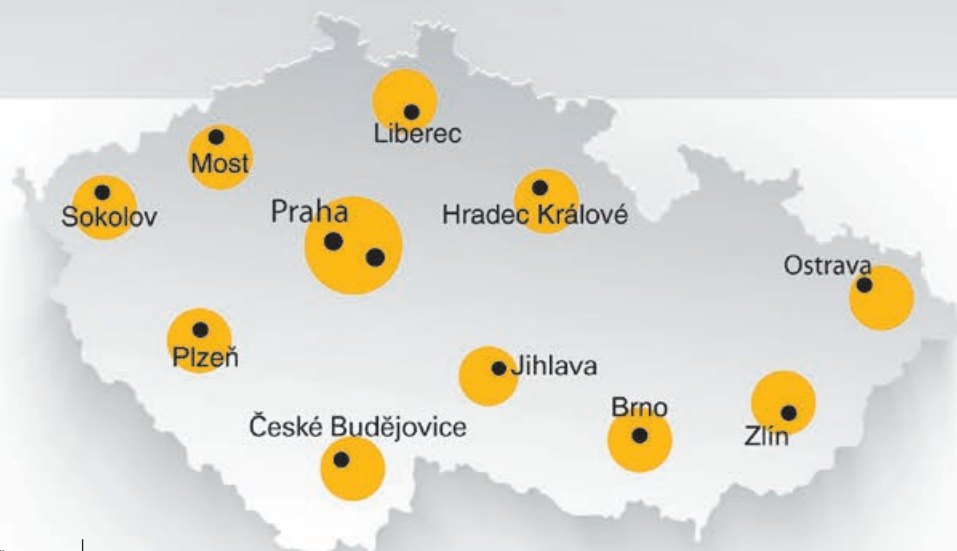 Liberec
Most
Sokolov
Praha
Hradec Králové
Ostrava
Plzeň
Jihlava
Brno
České Budějovice
Zlín